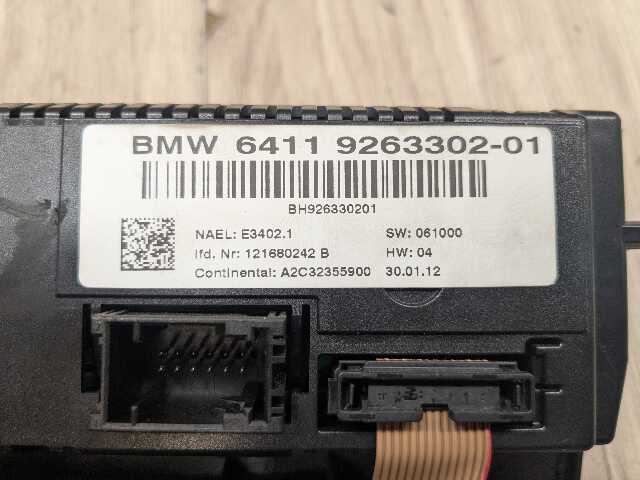 BMW 6411 9263302-01
BH926330201
NAEL: E3402.1 SW: 061000
lfd. Nr: 121680242 B HW: 04
Continental: A2C32355900 30.01.12